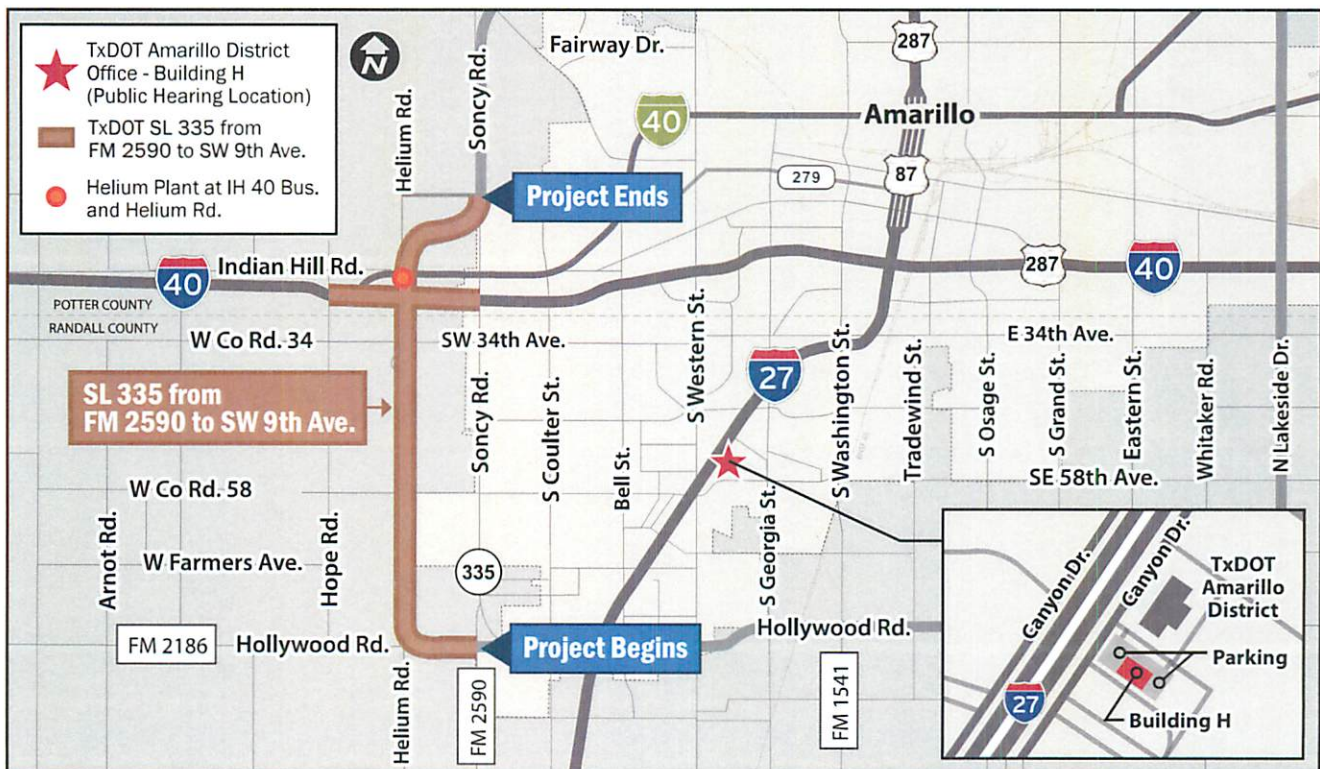 TxDOT Amarillo District
Office - Building H
(Public Hearing Location)
TxDOT SL 335 from
FM 2590 to SW 9th Ave.
Helium Plant at IH 40 Bus.
and Helium Rd.
N
Helium Rd.
Soncy Rd.
Fairway Dr.
40
287
Amarillo
87
279
Project Ends
Indian Hill Rd.
40
287
40
POTTER COUNTY
RANDALL COUNTY
W Co Rd. 34
SW 34th Ave.
E 34th Ave.
S Western St.
27
SL 335 from
FM 2590 to SW 9th Ave.
Soncy Rd.
S Coulter St.
Bell St.
S Washington St.
Tradewind St.
S Osage St.
S Grand St.
Eastern St.
Whitaker Rd.
N Lakeside Dr.
W Co Rd. 58
SE 58th Ave.
Arnot Rd.
W Farmers Ave.
Hope Rd.
335
S Georgia St.
FM 2186
Hollywood Rd.
Project Begins
Hollywood Rd.
Helium Rd.
FM 2590
FM 1541
Canyon Dr.
Canyon Dr.
TxDOT
Amarillo
District
Parking
27
Building H